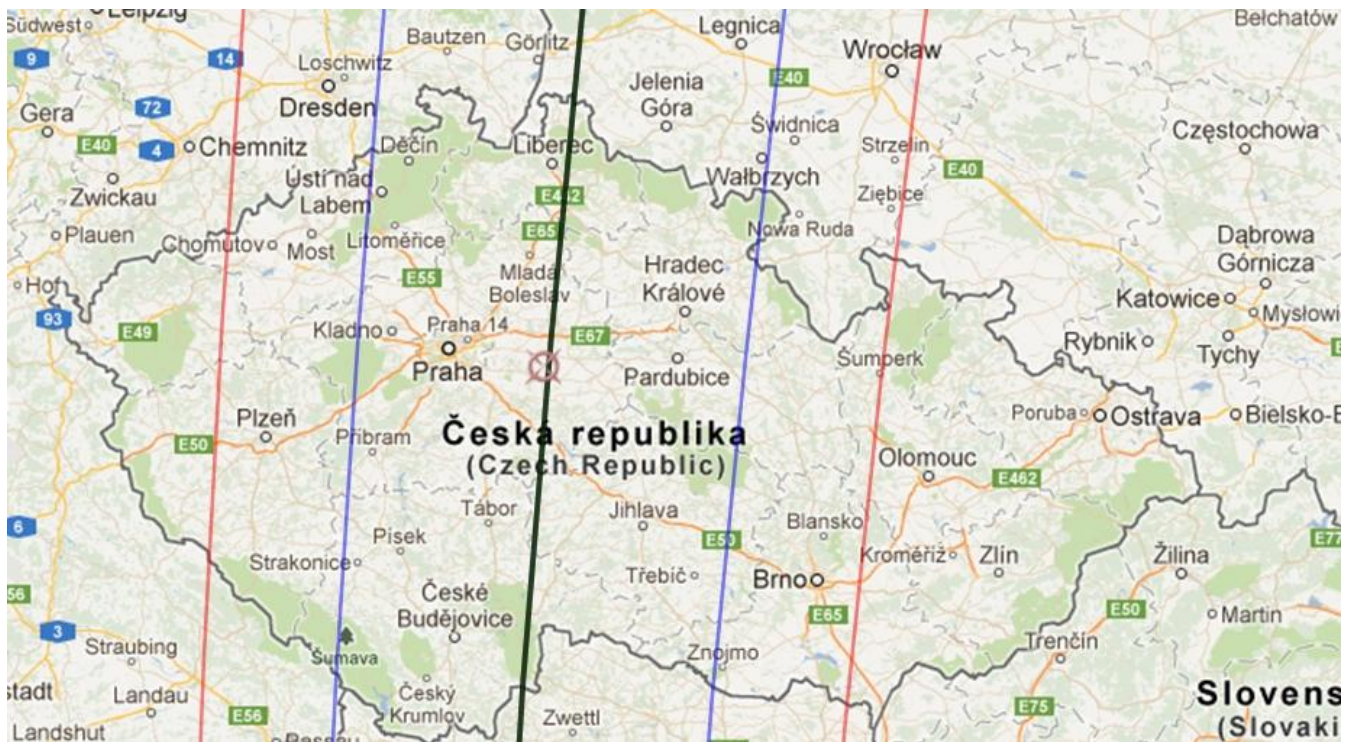 Leipzig
Südwest
Bautzen
Görlitz
Legnica
Wrocław
Bełchatów
9
14
Loschwitz
Dresden
Jelenia
Góra
E40
Gera
72
4
E40
Chemnitz
Zwickau
Děčín
Liberec
Świdnica
Wałbrzych
Strzelin
E40
Częstochowa
Ústí nad
Labem
Ziębice
Plauen
Chomutov
Most
Litoměřice
E65
Nowa Ruda
Dąbrowa
Górnicza
Hof
E55
Mladá
Boleslav
Hradec
Králové
Katowice
Mysłowi
93
E49
Kladno
Praha 14
E67
Rybnik
Tychy
Praha
Pardubice
Šumperk
Plzeň
E50
Příbram
Česká republika
(Czech Republic)
Poruba
Ostrava
Bielsko-B
Olomouc
E462
6
Tábor
Jihlava
Blansko
E50
E77
Písek
Strakonice
Třebíč
Brno
Kroměříž
Zlín
Žilina
56
České
Budějovice
E65
E50
Martin
3
Straubing
Šumava
Znojmo
Trenčín
stadt
Landau
E56
Český
Krumlov
Zwettl
E75
Slovens
(Slovaki
Landshut
Passau